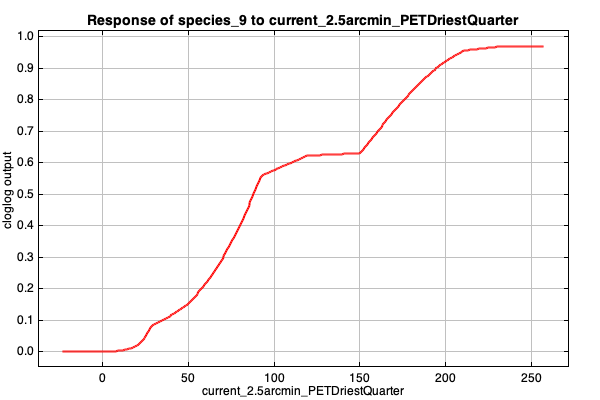 Response of species_9 to current_2.5arcmin_PETDriestQuarter
cloglog output
1.0
0.9
0.8
0.7
0.6
0.5
0.4
0.3
0.2
0.1
0.0
0 50 100 150 200 250
current_2.5arcmin_PETDriestQuarter